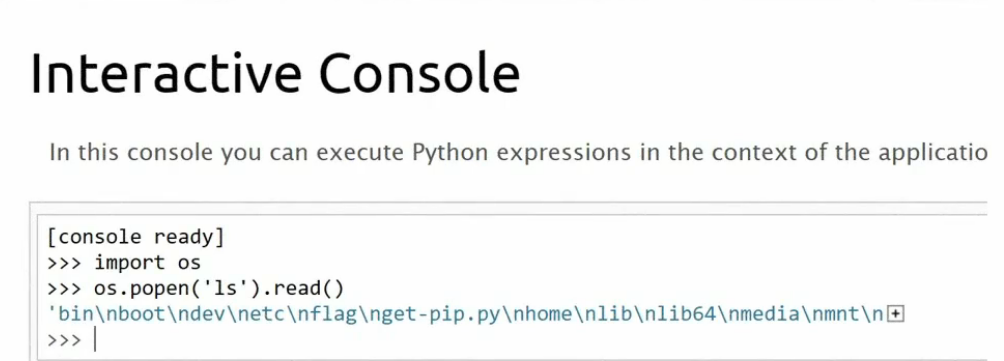 Interactive Console
In this console you can execute Python expressions in the context of the applicatio
[console ready]
>>> import os
>>> os.popen('ls').read()
'bin\nboot\ndev\netc\nflag\nget-pip.py\nhome\nlib\nlib64\nmedia\nmnt\n+
>>>